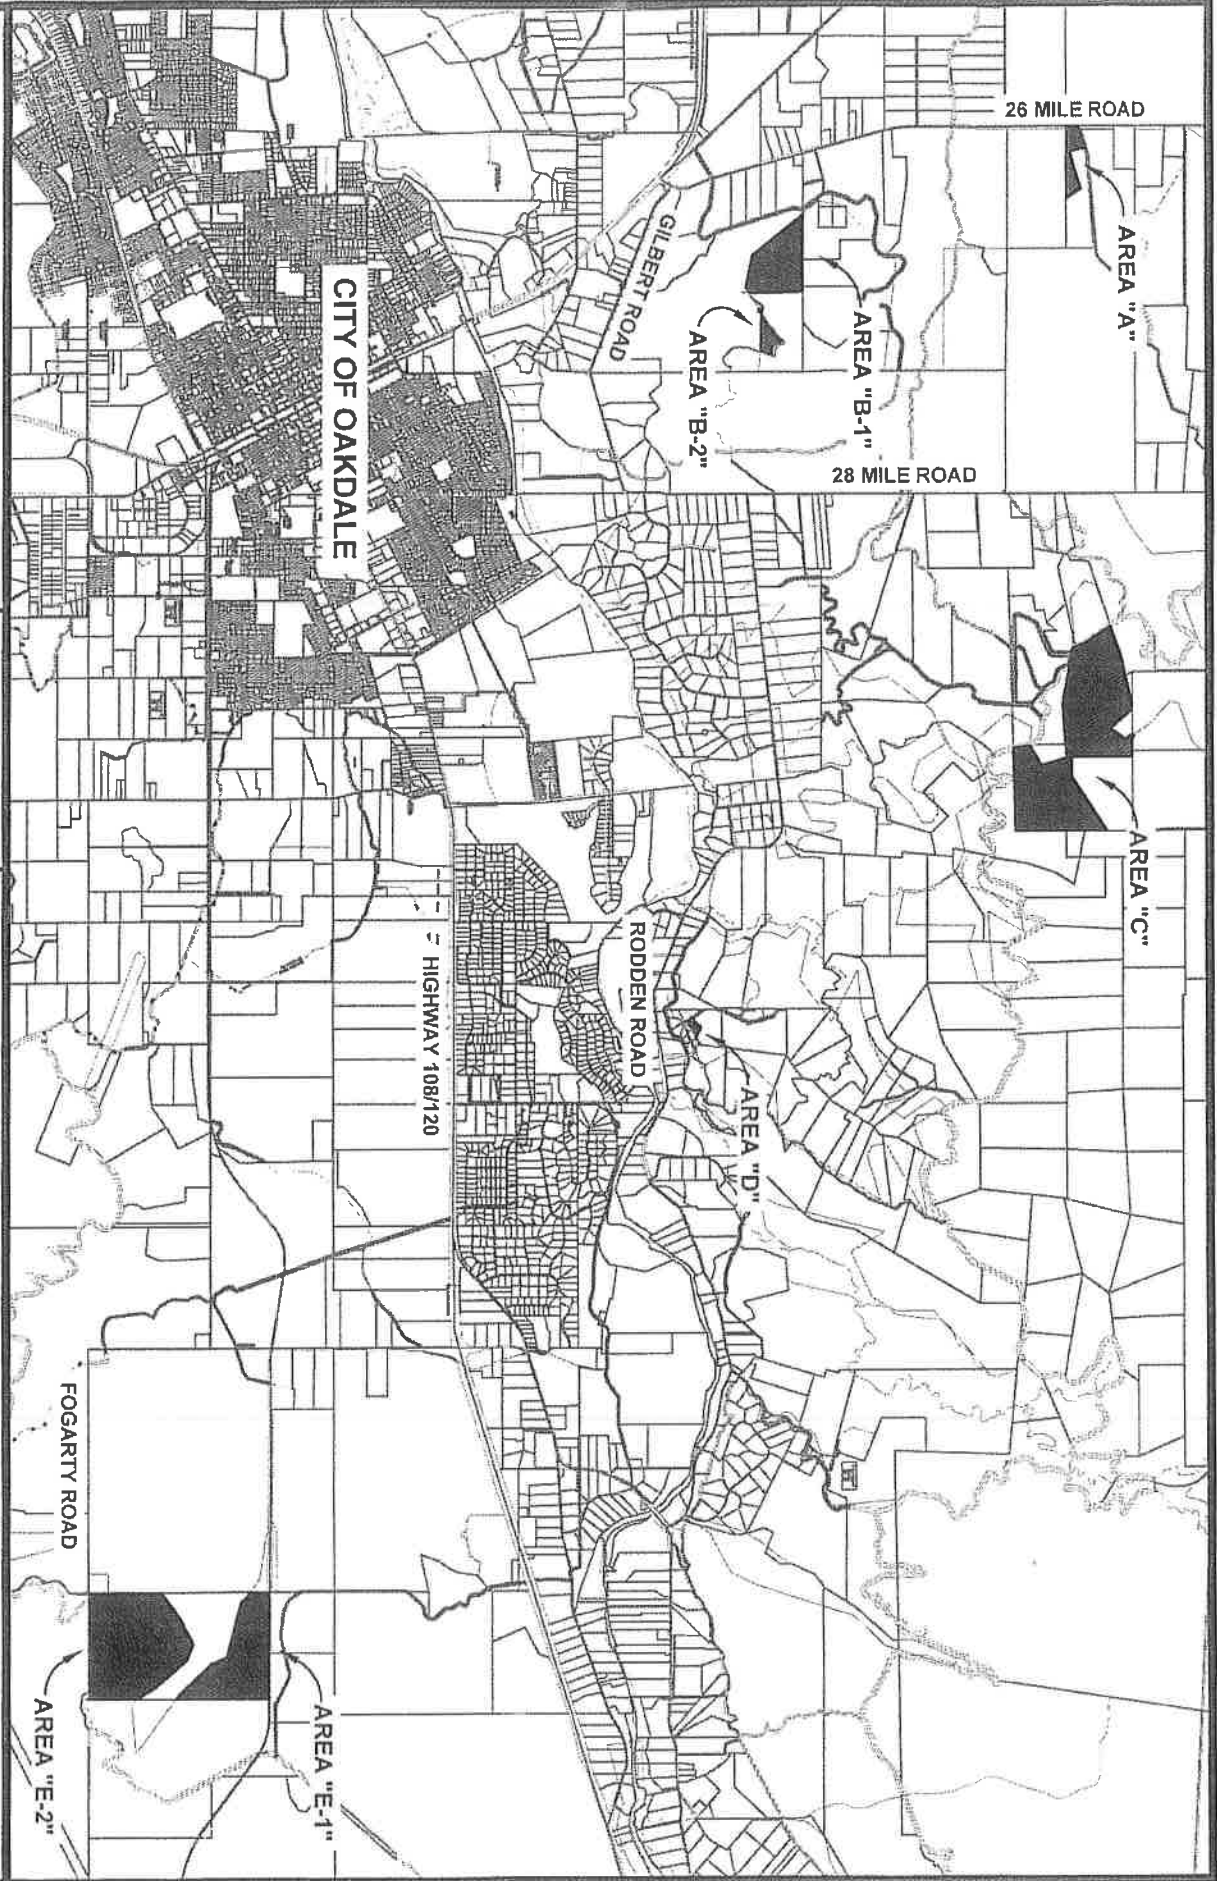 26 MILE ROAD
AREA "A"
GILBERT ROAD
AREA "B-1"
AREA "B-2"
28 MILE ROAD
CITY OF OAKDALE
AREA "C"
RODDEN ROAD
HIGHWAY 108/120
AREA "D"
FOGARTY ROAD
AREA "E-1"
AREA "E-2"